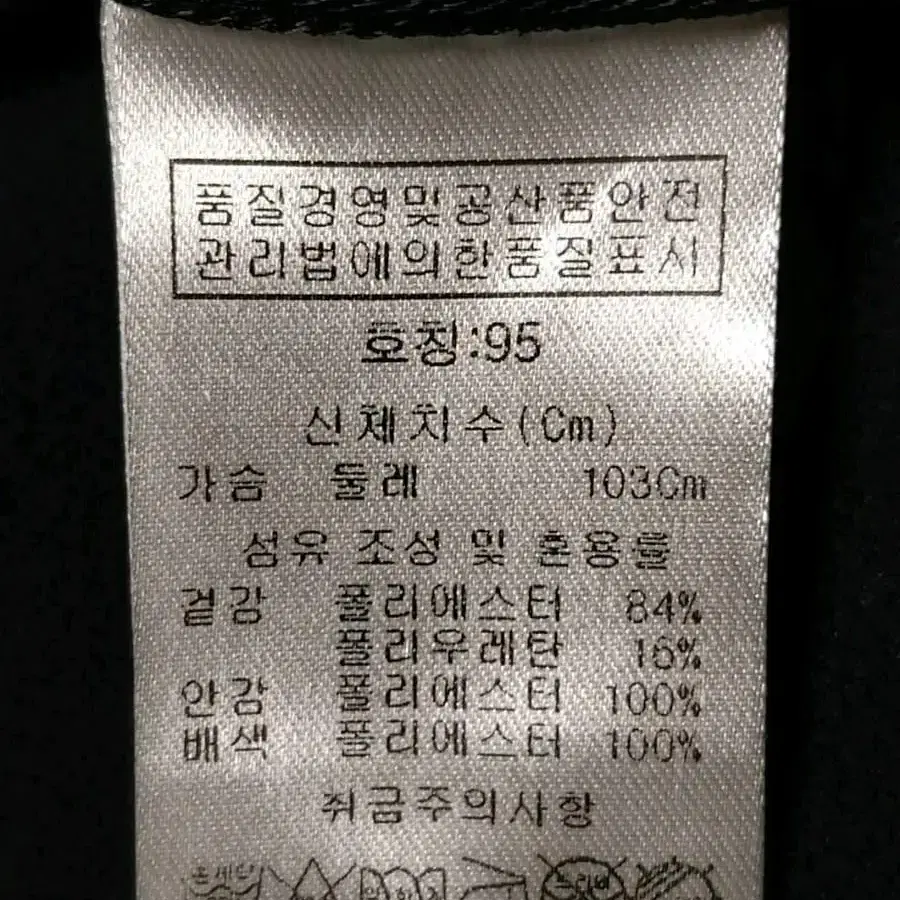 품질경영및공산품안전
관리법에의한품질표시
호칭:95
신체치수(Cm)
가슴 둘레 103Cm
섬유 조성 및 혼용률
겉감 폴리에스터 84%
폴리우레탄 16%
안감 폴리에스터 100%
배색 폴리에스터 100%
취급주의사항